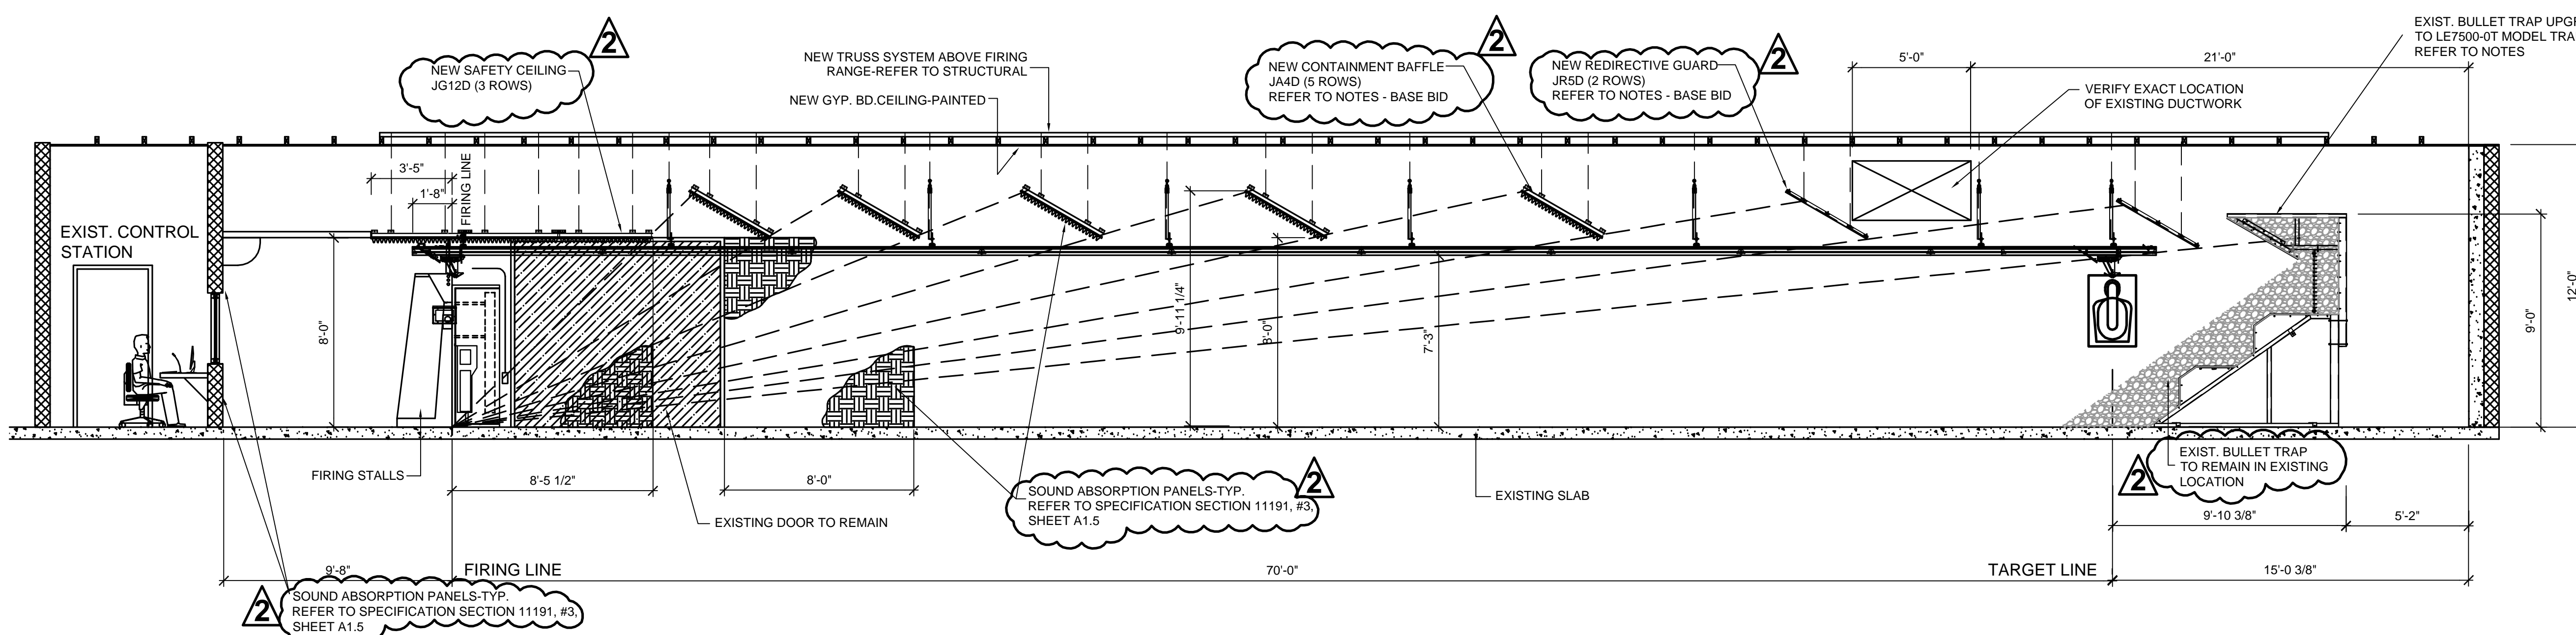 EXIST. BULLET TRAP UPGR
TO LE7500-0T MODEL TRA
REFER TO NOTES
2
NEW SAFETY CEILING
JG12D (3 ROWS)
NEW TRUSS SYSTEM ABOVE FIRING
RANGE-REFER TO STRUCTURAL
NEW GYP. BD.CEILING-PAINTED
2
NEW CONTAINMENT BAFFLE
JA4D (5 ROWS)
REFER TO NOTES - BASE BID
2
NEW REDIRECTIVE GUARD
JR5D (2 ROWS)
REFER TO NOTES - BASE BID
5'-0"
21'-0"
VERIFY EXACT LOCATION
OF EXISTING DUCTWORK
3'-5"
1'-8"
FIRING LINE
EXIST. CONTROL
STATION
8'-0"
9'-11 1/4"
8'-0"
7'-3"
9'-0"
12'-0"
FIRING STALLS
8'-5 1/2"
8'-0"
EXISTING DOOR TO REMAIN
2
SOUND ABSORPTION PANELS-TYP.
REFER TO SPECIFICATION SECTION 11191, #3,
SHEET A1.5
EXISTING SLAB
2
EXIST. BULLET TRAP
TO REMAIN IN EXISTING
LOCATION
9'-10 3/8"
5'-2"
9'-8"
FIRING LINE
70'-0"
TARGET LINE
15'-0 3/8"
2
SOUND ABSORPTION PANELS-TYP.
REFER TO SPECIFICATION SECTION 11191, #3,
SHEET A1.5